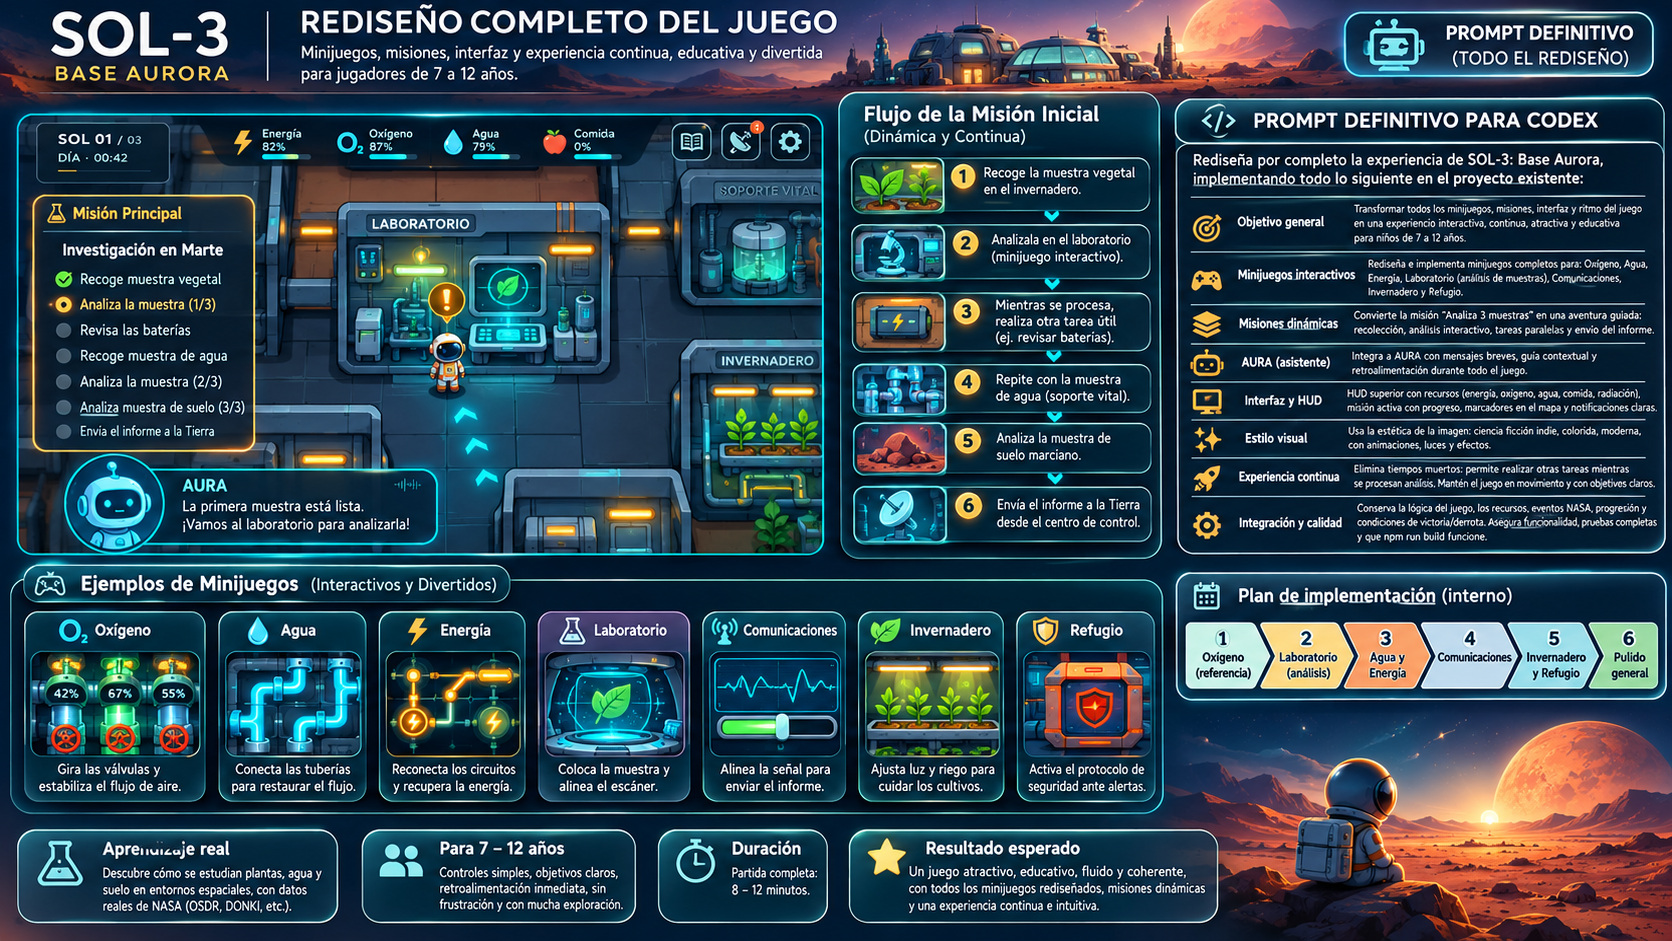 SOL-3
BASE AURORA
REDISEÑO COMPLETO DEL JUEGO
Minijuegos, misiones, interfaz y experiencia continua, educativa y divertida
para jugadores de 7 a 12 años.
PROMPT DEFINITIVO
(TODO EL REDISEÑO)
SOL 01 / 03
DÍA · 00:42
Energía
82%
O₂
Oxígeno
87%
Agua
79%
Comida
0%
Misión Principal
Investigación en Marte
Recoge muestra vegetal
Analiza la muestra (1/3)
Revisa las baterías
Recoge muestra de agua
Analiza la muestra (2/3)
Analiza muestra de suelo (3/3)
Envía el informe a la Tierra
LABORATORIO
SOPORTE VITAL
INVERNADERO
!
AURA
La primera muestra está lista.
¡Vamos al laboratorio para analizarla!
Flujo de la Misión Inicial
(Dinámica y Continua)
1
Recoge la muestra vegetal
en el invernadero.
2
Analízala en el laboratorio
(minijuego interactivo).
3
Mientras se procesa,
realiza otra tarea útil
(ej. revisar baterías).
4
Repite con la muestra
de agua (soporte vital).
5
Analiza la muestra de
suelo marciano.
6
Envía el informe a la Tierra
desde el centro de control.
</> PROMPT DEFINITIVO PARA CODEX
Rediseña por completo la experiencia de SOL-3: Base Aurora,
implementando todo lo siguiente en el proyecto existente:
Objetivo general
Transformar todos los minijuegos, misiones, interfaz y ritmo del juego
en una experiencia interactiva, continua, atractiva y educativa
para niños de 7 a 12 años.
Minijuegos interactivos
Rediseña e implementa minijuegos completos para: Oxígeno, Agua,
Energía, Laboratorio (análisis de muestras), Comunicaciones,
Invernadero y Refugio.
Misiones dinámicas
Convierte la misión "Analiza 3 muestras" en una aventura guiada:
recolección, análisis interactivo, tareas paralelas y envío del informe.
AURA (asistente)
Integra a AURA con mensajes breves, guía contextual y
retroalimentación durante todo el juego.
Interfaz y HUD
HUD superior con recursos (energía, oxígeno, agua, comida, radiación),
misión activa con progreso, marcadores en el mapa y notificaciones claras.
Estilo visual
Usa la estética de la imagen: ciencia ficción indie, colorida, moderna,
con animaciones, luces y efectos.
Experiencia continua
Elimina tiempos muertos: permite realizar otras tareas mientras
se procesan análisis. Mantén el juego en movimiento y con objetivos claros.
Integración y calidad
Conserva la lógica del juego, los recursos, eventos NASA, progresión y
condiciones de victoria/derrota. Asegura funcionalidad, pruebas completas
y que npm run build funcione.
Ejemplos de Minijuegos (Interactivos y Divertidos)
O₂ Oxígeno
42%
67%
55%
Gira las válvulas y
estabiliza el flujo de aire.
Agua
Conecta las tuberías
para restaurar el flujo.
Energía
Reconecta los circuitos
y recupera la energía.
Laboratorio
Coloca la muestra y
alinea el escáner.
Comunicaciones
Alinea la señal para
enviar el informe.
Invernadero
Ajusta luz y riego para
cuidar los cultivos.
Refugio
Activa el protocolo de
seguridad ante alertas.
Plan de implementación (interno)
1
Oxígeno
(referencia)
2
Laboratorio
(análisis)
3
Agua y
Energía
4
Comunicaciones
5
Invernadero
y Refugio
6
Pulido
general
Aprendizaje real
Descubre cómo se estudian plantas, agua y
suelo en entornos espaciales, con datos
reales de NASA (OSDR, DONKI, etc.).
Para 7 – 12 años
Controles simples, objetivos claros,
retroalimentación inmediata, sin
frustración y con mucha exploración.
Duración
Partida completa:
8 – 12 minutos.
Resultado esperado
Un juego atractivo, educativo, fluido y coherente,
con todos los minijuegos rediseñados, misiones dinámicas
y una experiencia continua e intuitiva.